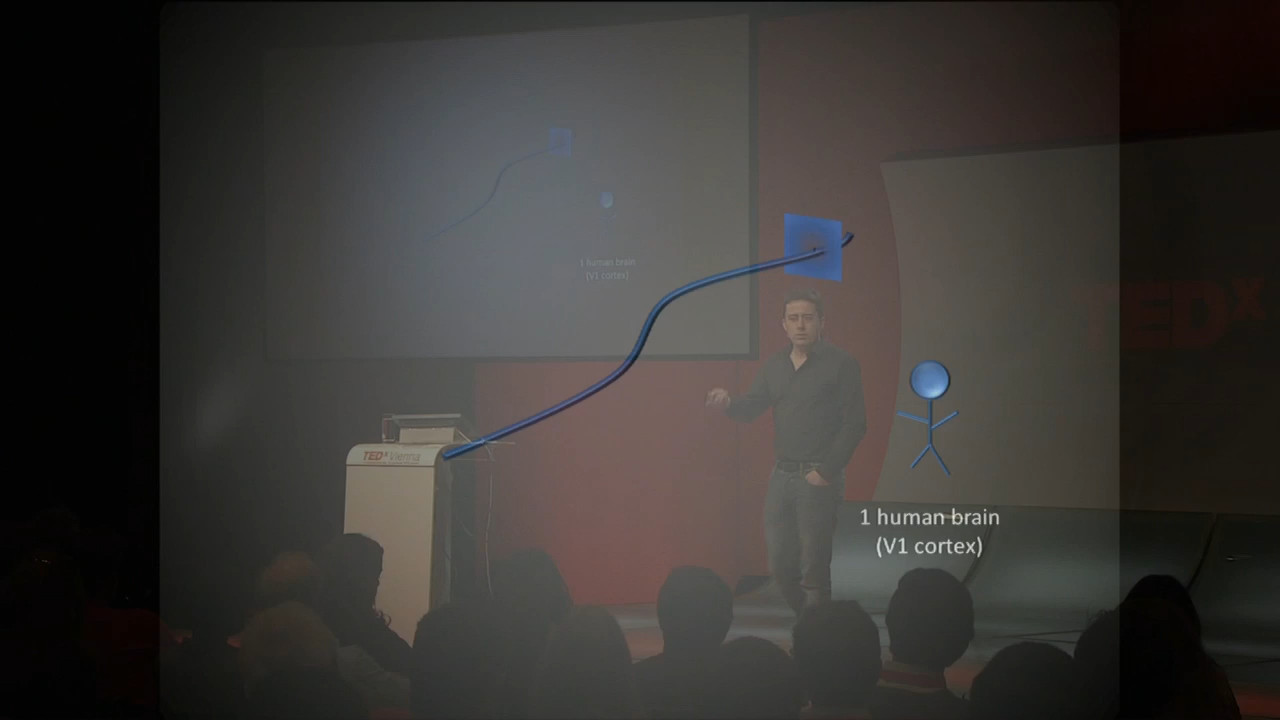 1 human brain
(V1 cortex)
TEDx
TEDx Vienna
1 human brain
(V1 cortex)